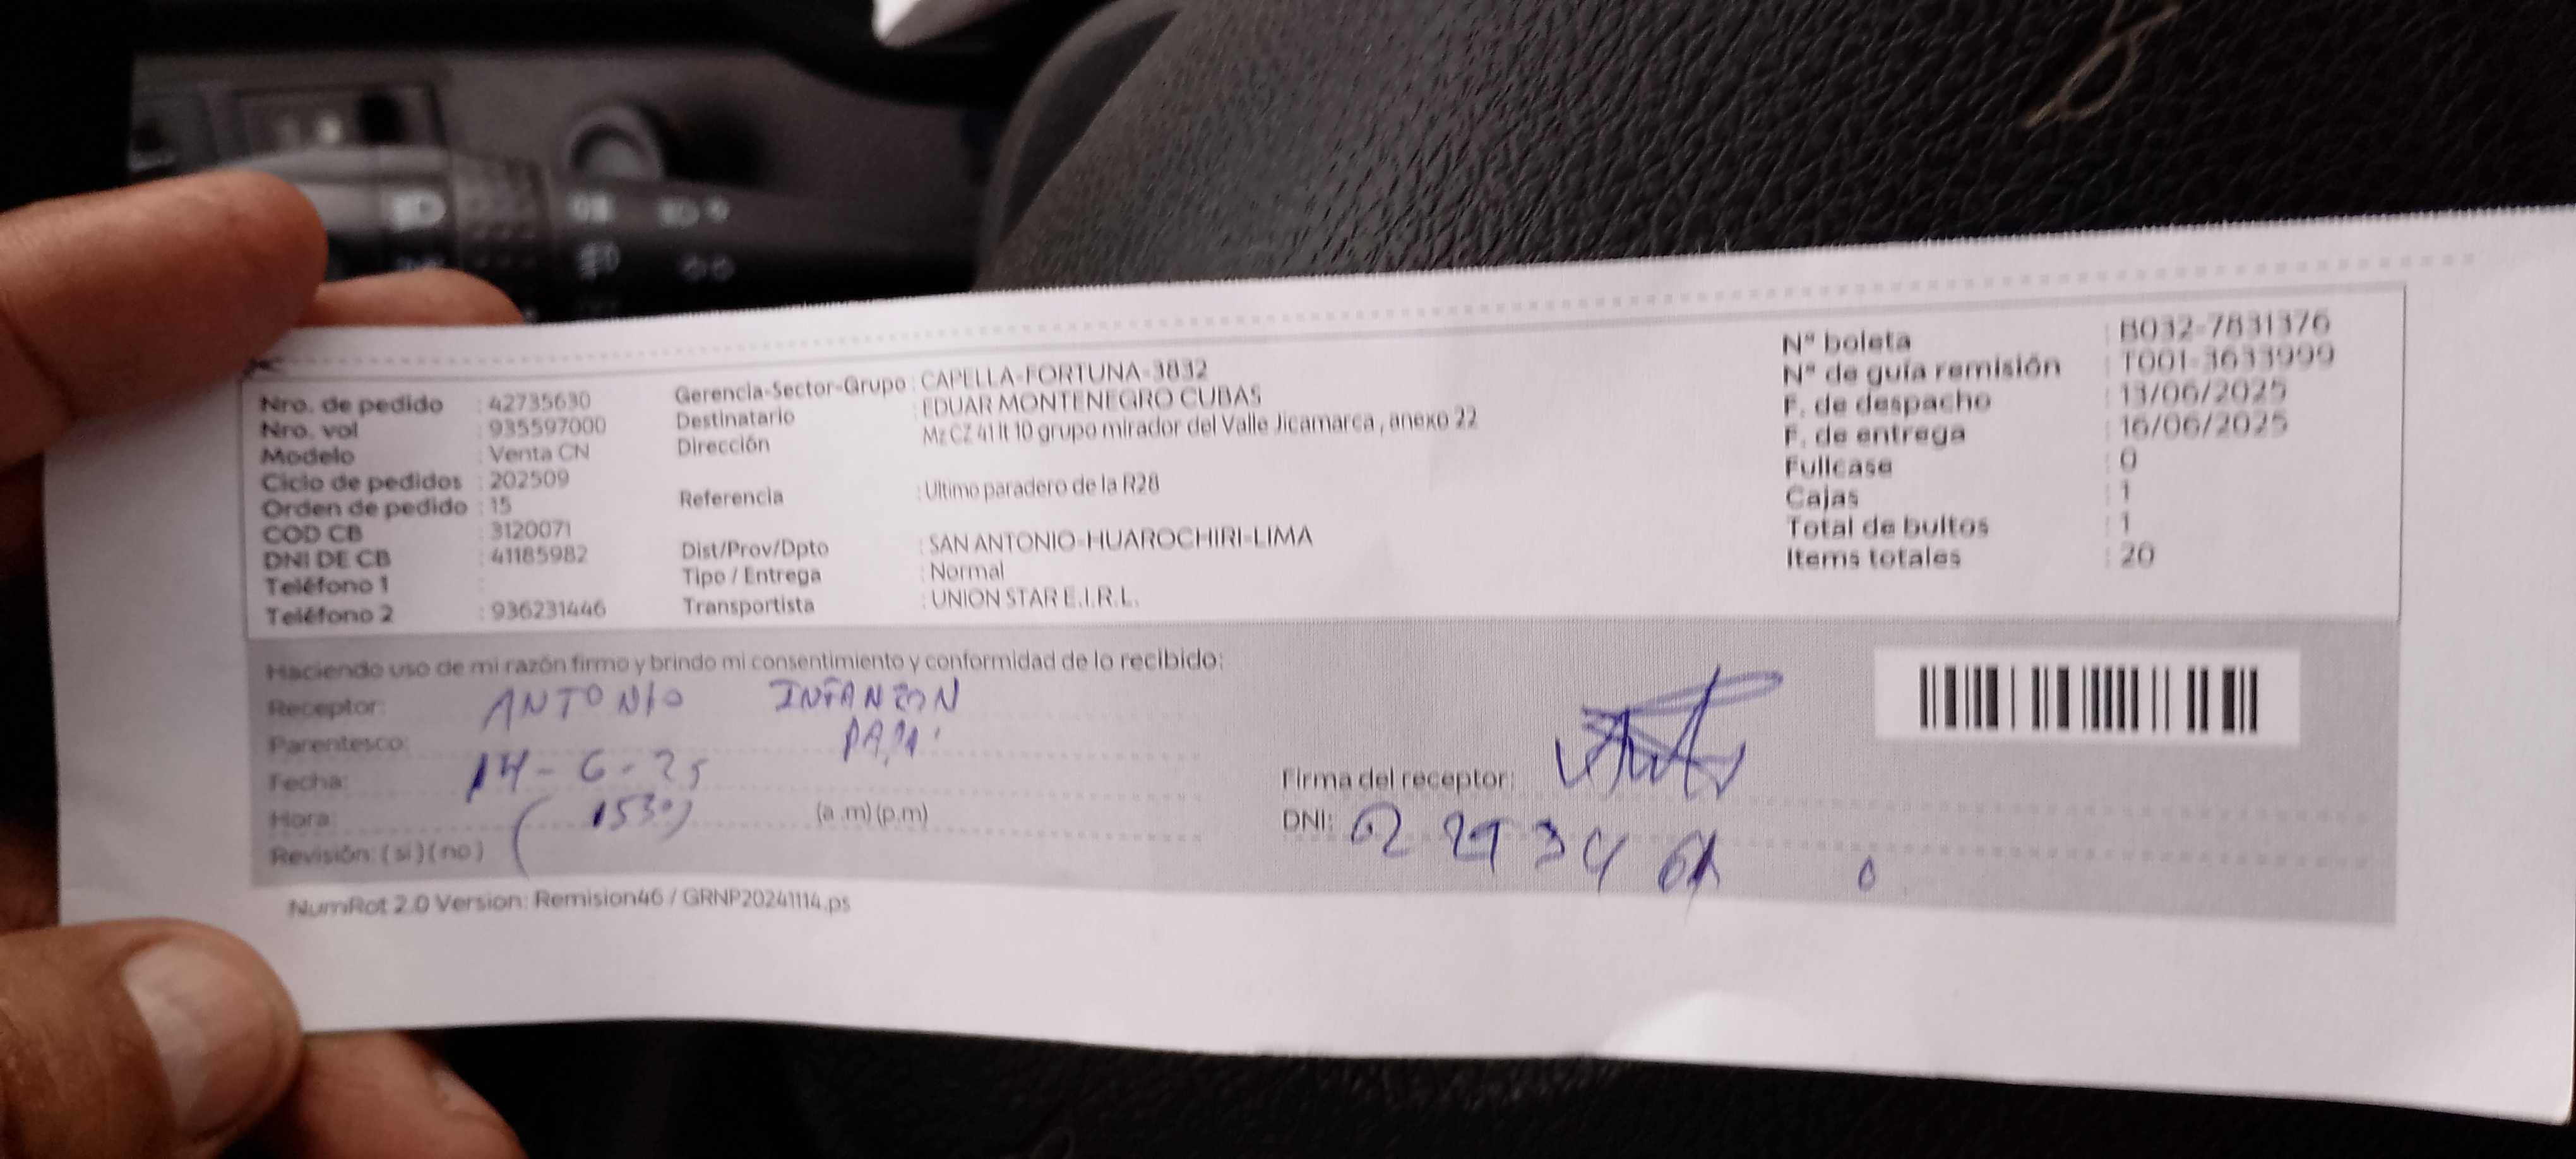 Nro. de pedido : 42735630
Nro. vol : 935597000
Modelo : Venta CN
Ciclo de pedidos : 202509
Orden de pedido : 15
COD CB : 3120071
DNI DE CB : 41185982
Teléfono 1 :
Teléfono 2 : 936231446
Gerencia-Sector-Grupo : CAPELLA-FORTUNA-3832
Destinatario : EDUAR MONTENEGRO CUBAS
Dirección Mz CZ 41 lt 10 grupo mirador del Valle Jicamarca, anexo 22
Referencia : Ultimo paradero de la R28
Dist/Prov/Dpto : SAN ANTONIO-HUAROCHIRI-LIMA
Tipo / Entrega : Normal
Transportista : UNION STAR E.I.R.L.
N° boleta : B032-7831376
N° de guía remisión : T001-3633999
F. de despacho : 13/06/2025
F. de entrega : 16/06/2025
Fullcase : 0
Cajas : 1
Total de bultos : 1
Items totales : 20
Haciendo uso de mi razón firmo y brindo mi consentimiento y conformidad de lo recibido:
Receptor: ANTONIO INFANZON
Parentesco: PAPA
Fecha: 14-6-25
Hora: (1530) (a.m)(p.m)
Revisión: (si)(no)
Firma del receptor:
DNI:
NumRot 2.0 Version: Remision46 / GRNP20241114.ps